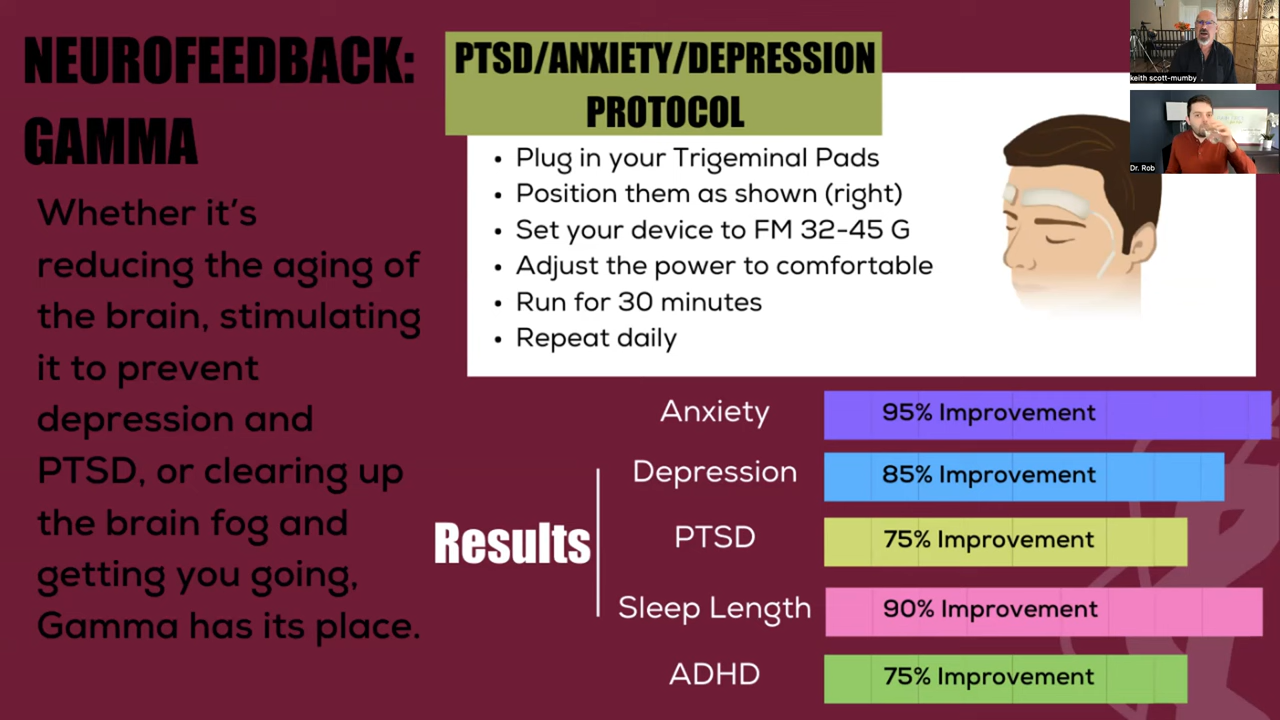 NEUROFEEDBACK:
GAMMA
Whether it's
reducing the aging of
the brain, stimulating
it to prevent
depression and
PTSD, or clearing up
the brain fog and
getting you going,
Gamma has its place.
PTSD/ANXIETY/DEPRESSION
PROTOCOL
• Plug in your Trigeminal Pads
• Position them as shown (right)
• Set your device to FM 32-45 G
• Adjust the power to comfortable
• Run for 30 minutes
• Repeat daily
keith scott-mumby
Dr. Rob
Results
Anxiety 95% Improvement
Depression 85% Improvement
PTSD 75% Improvement
Sleep Length 90% Improvement
ADHD 75% Improvement